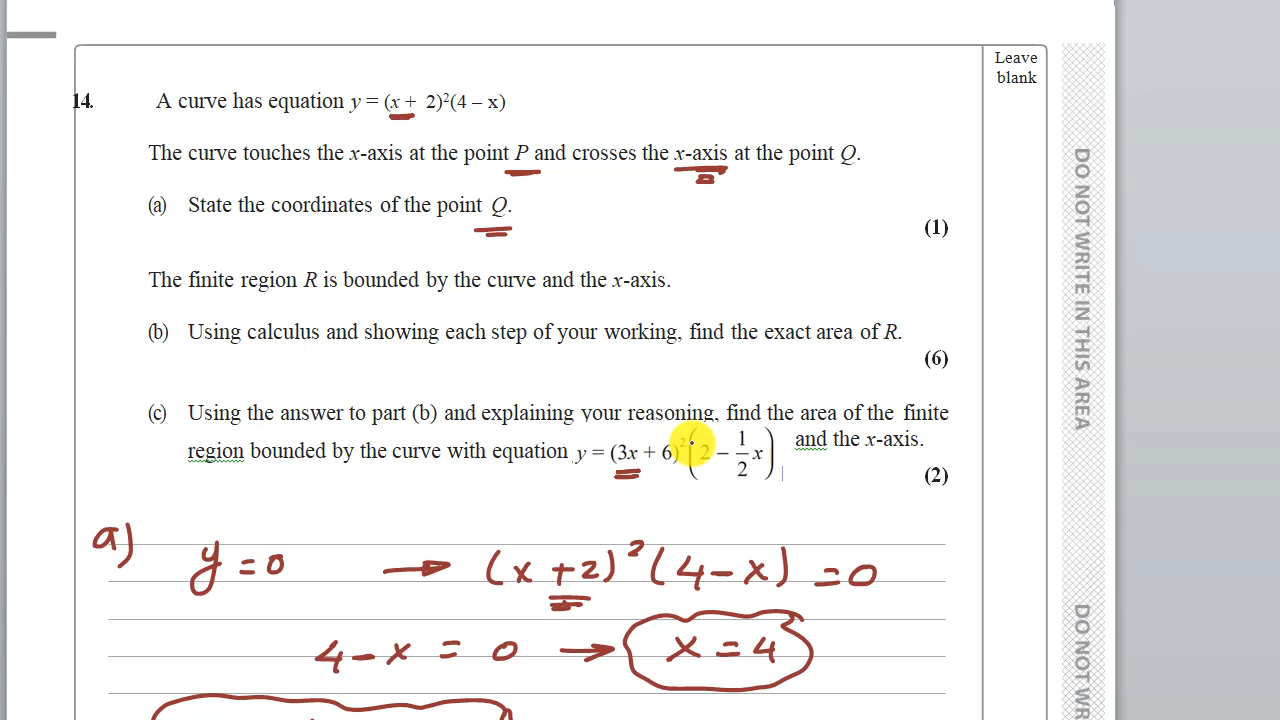 Leave
blank
14. A curve has equation y = (x + 2)²(4 – x)
The curve touches the x-axis at the point P and crosses the x-axis at the point Q.
(a) State the coordinates of the point Q.
(1)
The finite region R is bounded by the curve and the x-axis.
(b) Using calculus and showing each step of your working, find the exact area of R.
(6)
(c) Using the answer to part (b) and explaining your reasoning, find the area of the finite
region bounded by the curve with equation y = (3x + 6)²(2 – 1/2 x) and the x-axis.
(2)
a) y = 0 → (x + 2)²(4 – x) = 0
4 – x = 0 → x = 4
DO NOT WRITE IN THIS AREA
DO NOT WR